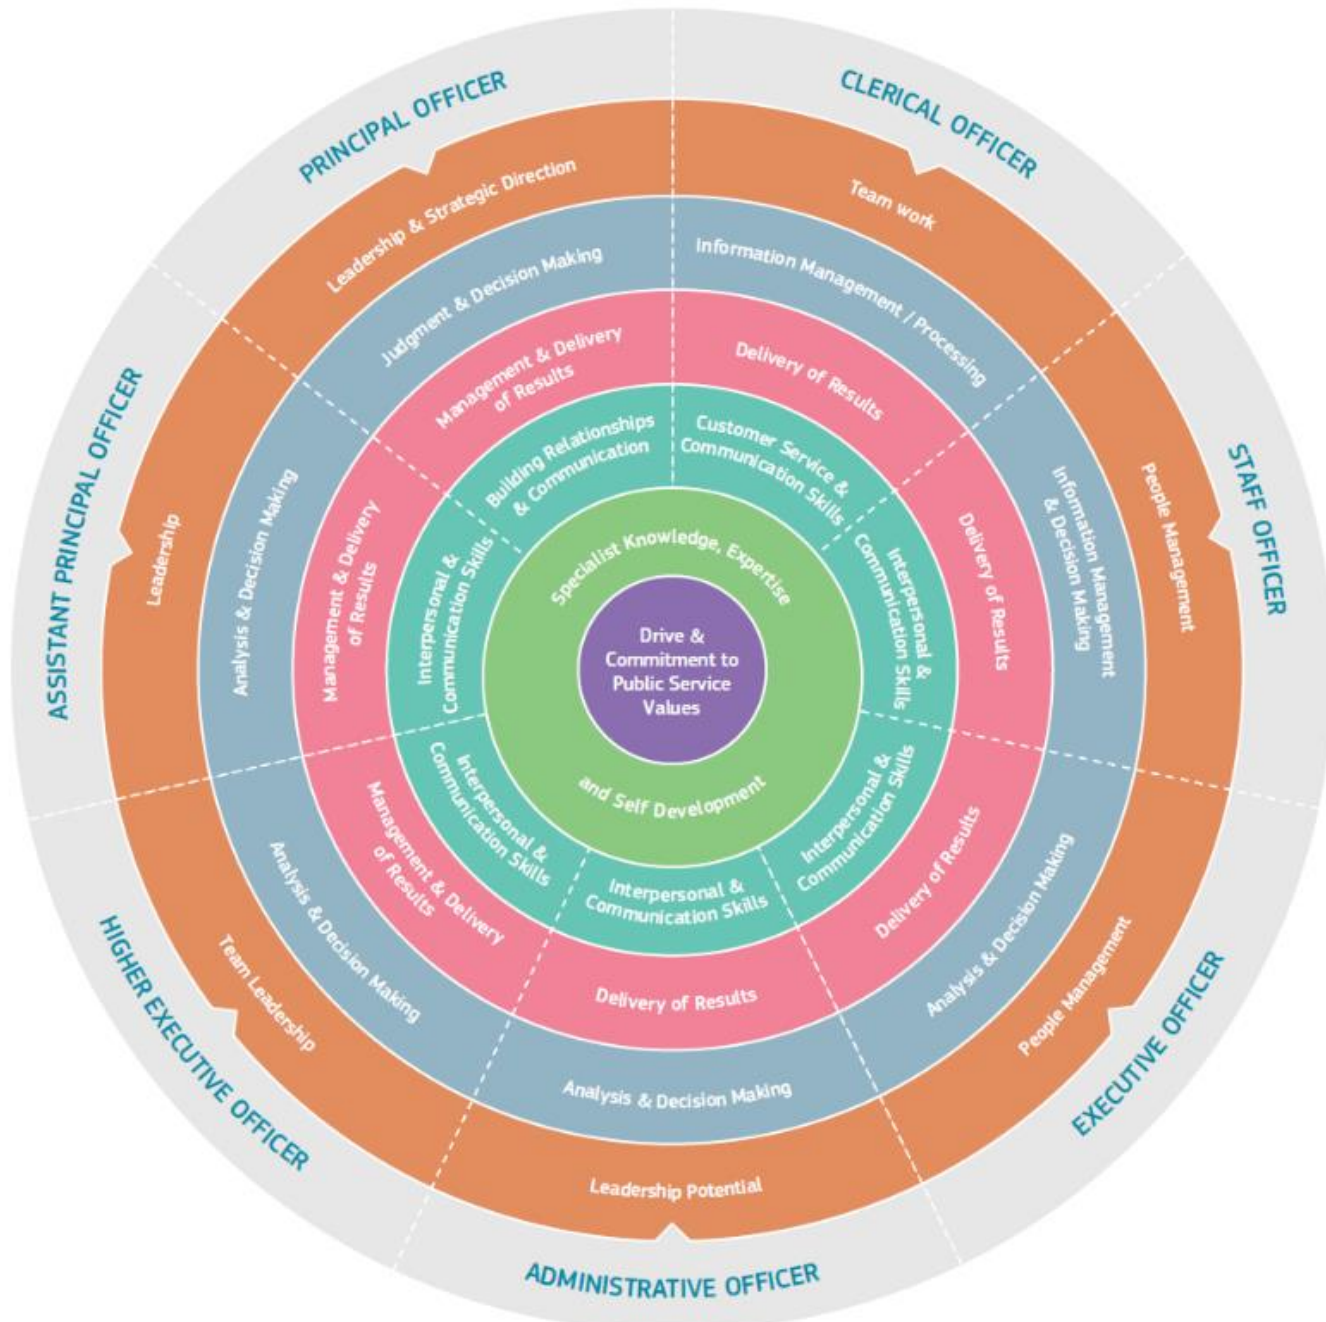 PRINCIPAL OFFICER
Leadership & Strategic Direction
Judgment & Decision Making
Management & Delivery
of Results
Building Relationships
& Communication
CLERICAL OFFICER
Team work
Information Management / Processing
Delivery of Results
Customer Service &
Communication Skills
STAFF OFFICER
People Management
Information Management
& Decision Making
Delivery of Results
Interpersonal &
Communication Skills
EXECUTIVE OFFICER
People Management
Analysis & Decision Making
Delivery of Results
Interpersonal &
Communication Skills
ADMINISTRATIVE OFFICER
Leadership Potential
Analysis & Decision Making
Delivery of Results
Interpersonal &
Communication Skills
HIGHER EXECUTIVE OFFICER
Team Leadership
Analysis & Decision Making
Management & Delivery
of Results
Interpersonal &
Communication Skills
ASSISTANT PRINCIPAL OFFICER
Leadership
Analysis & Decision Making
Management & Delivery
of Results
Interpersonal &
Communication Skills
Specialist Knowledge, Expertise
and Self Development
Drive &
Commitment to
Public Service
Values